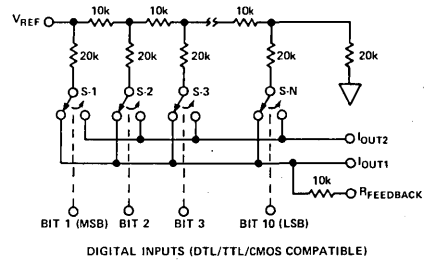 10k 10k 10k
VREF
20k 20k 20k 20k 20k
S-1 S-2 S-3 S-N
IOUT2
IOUT1
10k
RFEEDBACK
BIT 1 (MSB) BIT 2 BIT 3 BIT 10 (LSB)
DIGITAL INPUTS (DTL/TTL/CMOS COMPATIBLE)